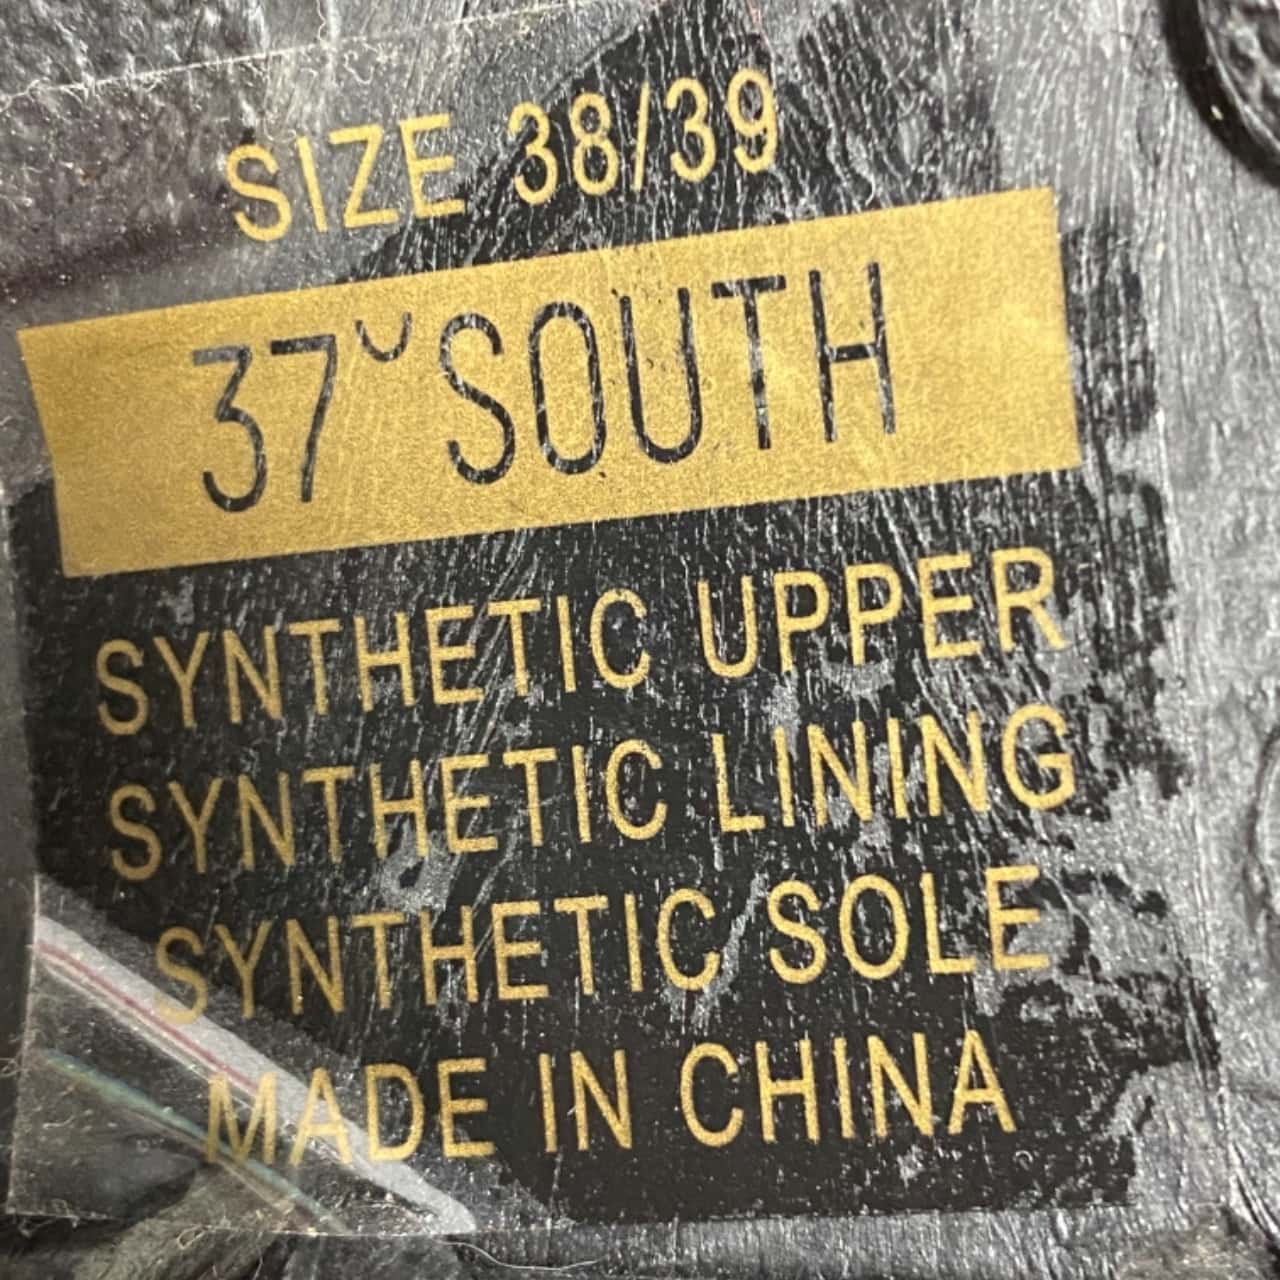 SIZE 38/39
37˘SOUTH
SYNTHETIC UPPER
SYNTHETIC LINING
SYNTHETIC SOLE
MADE IN CHINA